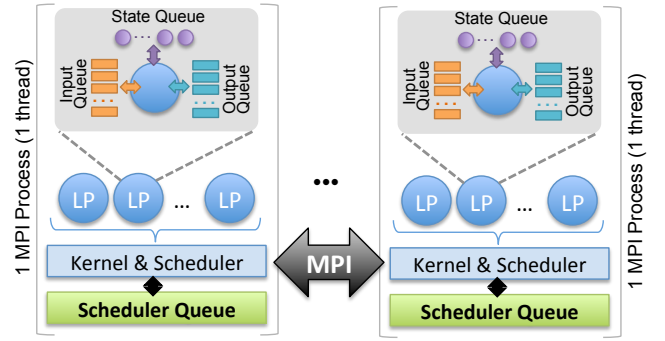 State Queue
Input
Queue
Output
Queue
1 MPI Process (1 thread)
LP
LP
...
LP
Kernel & Scheduler
Scheduler Queue
...
MPI
State Queue
Input
Queue
Output
Queue
LP
LP
...
LP
Kernel & Scheduler
Scheduler Queue
1 MPI Process (1 thread)